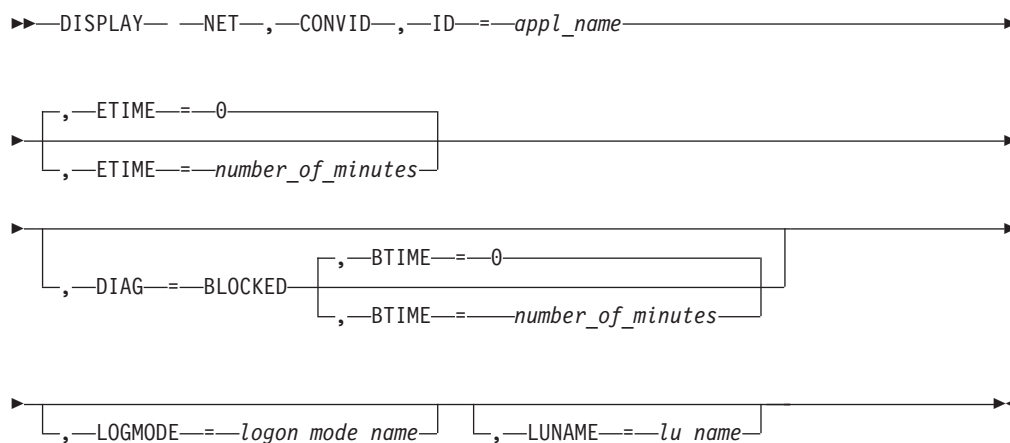 DISPLAY NET , CONVID , ID = appl_name
, ETIME = 0
, ETIME = number_of_minutes
, BTIME = 0
, DIAG = BLOCKED
, BTIME = number_of_minutes
, LOGMODE = logon mode name , LUNAME = lu name